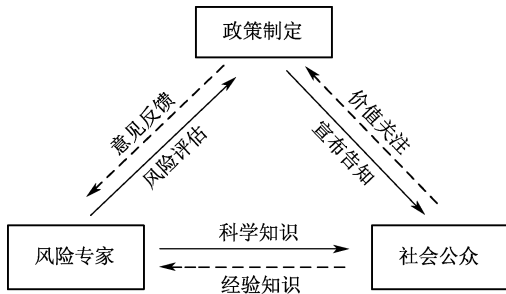 政策制定
意见反馈
风险评估
价值关注
宣布告知
风险专家
科学知识
经验知识
社会公众